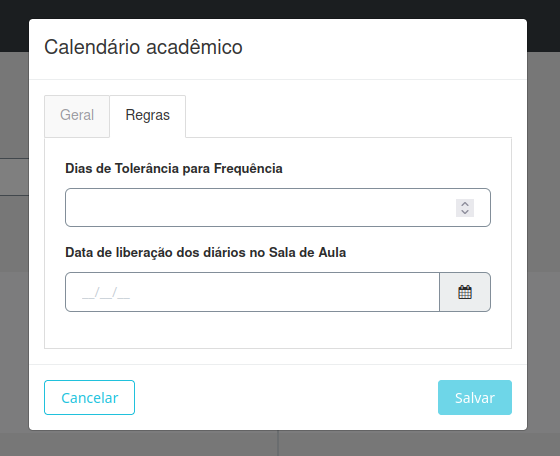 Calendário acadêmico
Geral
Regras
Dias de Tolerância para Frequência
Data de liberação dos diários no Sala de Aula
__/__/__
Cancelar
Salvar